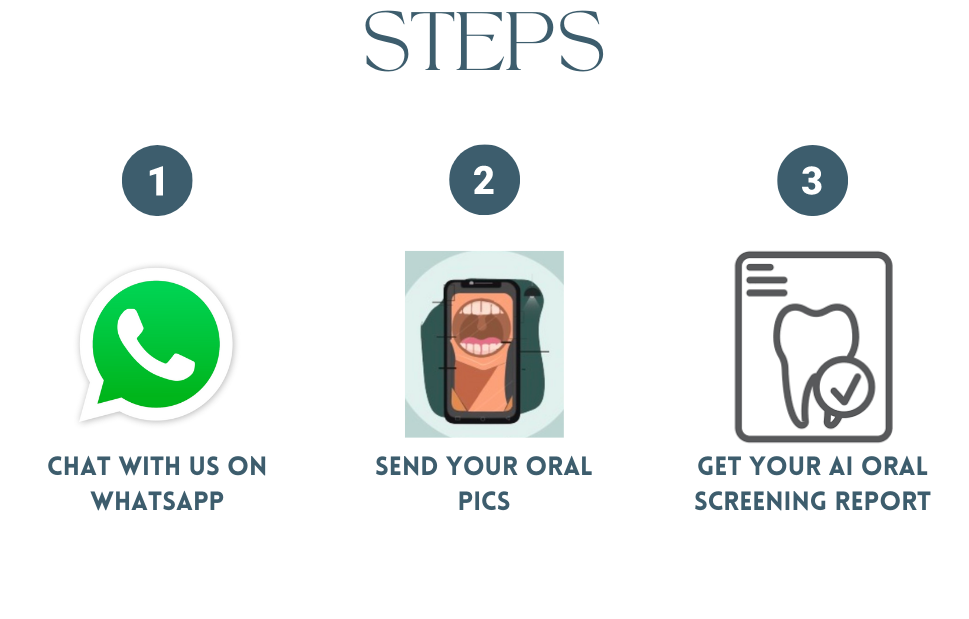 STEPS
1
2
3
CHAT WITH US ON
WHATSAPP
SEND YOUR ORAL
PICS
GET YOUR AI ORAL
SCREENING REPORT